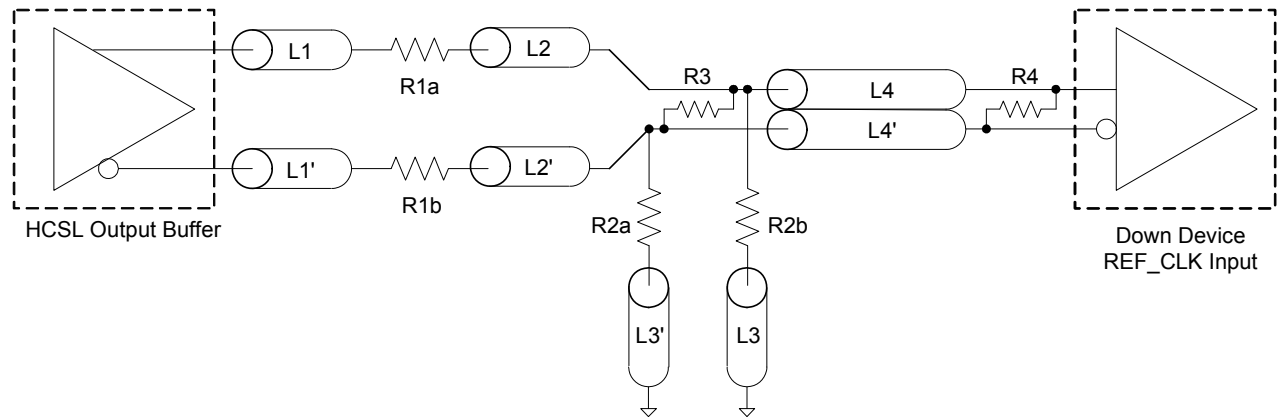 L1
R1a
L2
R3
L4
R4
L4'
L1'
R1b
L2'
HCSL Output Buffer
R2a
R2b
Down Device
REF_CLK Input
L3'
L3